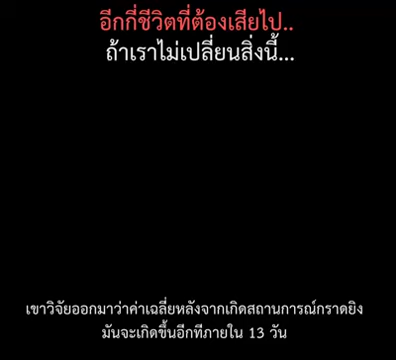 อีกกี่ชีวิตที่ต้องเสียไป..
ถ้าเราไม่เปลี่ยนสิ่งนี้...
เขาวิจัยออกมาว่าค่าเฉลี่ยหลังจากเกิดสถานการณ์กราดยิง
มันจะเกิดขึ้นอีกทีภายใน 13 วัน